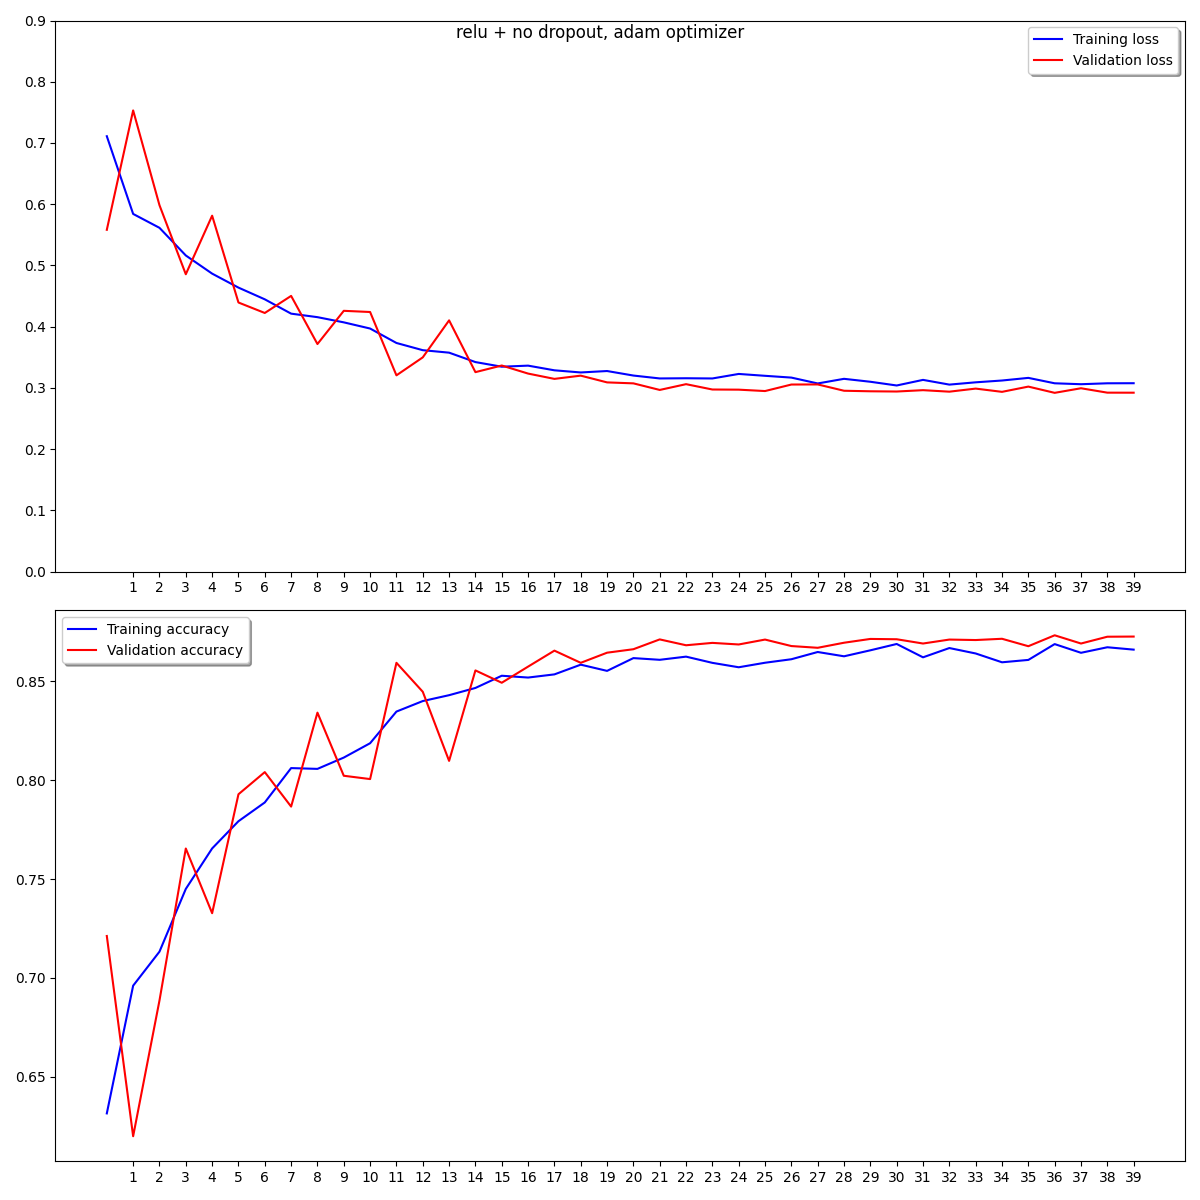 relu + no dropout, adam optimizer
Training loss
Validation loss
0.9
0.8
0.7
0.6
0.5
0.4
0.3
0.2
0.1
0.0
1 2 3 4 5 6 7 8 9 10 11 12 13 14 15 16 17 18 19 20 21 22 23 24 25 26 27 28 29 30 31 32 33 34 35 36 37 38 39
Training accuracy
Validation accuracy
0.85
0.80
0.75
0.70
0.65
1 2 3 4 5 6 7 8 9 10 11 12 13 14 15 16 17 18 19 20 21 22 23 24 25 26 27 28 29 30 31 32 33 34 35 36 37 38 39